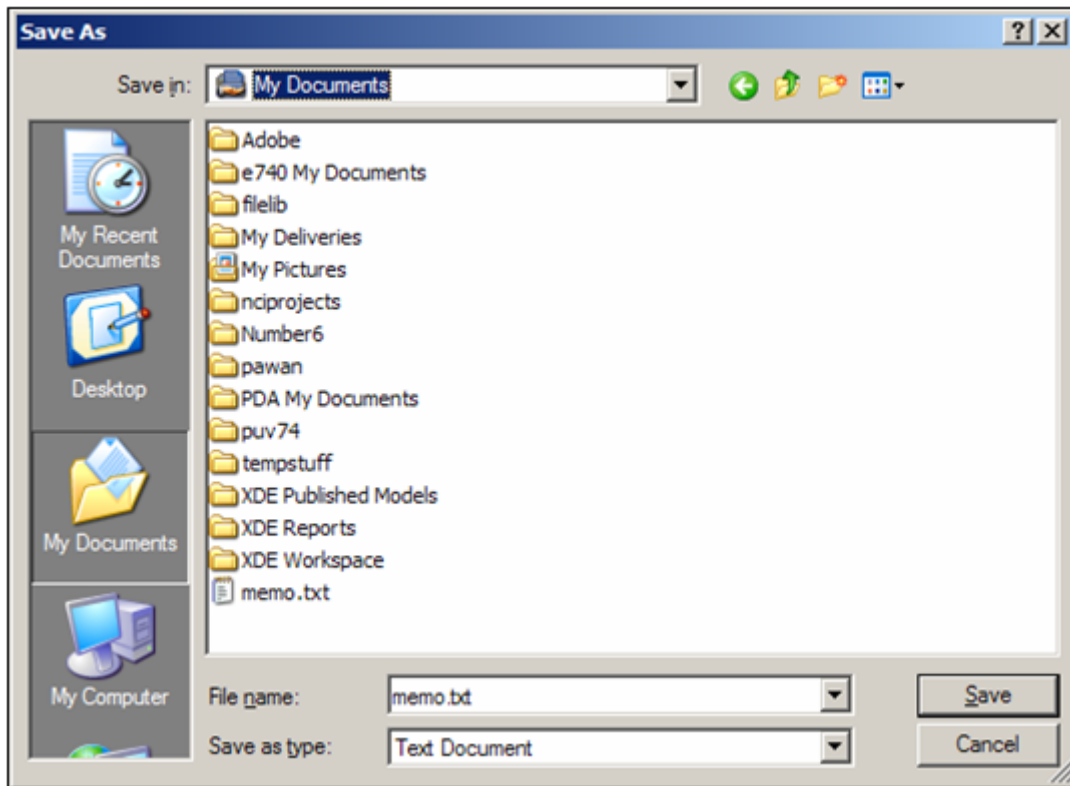 Save As
Save in: My Documents
My Recent
Documents
Desktop
My Documents
My Computer
Adobe
e740 My Documents
filelib
My Deliveries
My Pictures
nciprojects
Number6
pawan
PDA My Documents
puv74
tempstuff
XDE Published Models
XDE Reports
XDE Workspace
memo.txt
File name: memo.txt Save
Save as type: Text Document Cancel